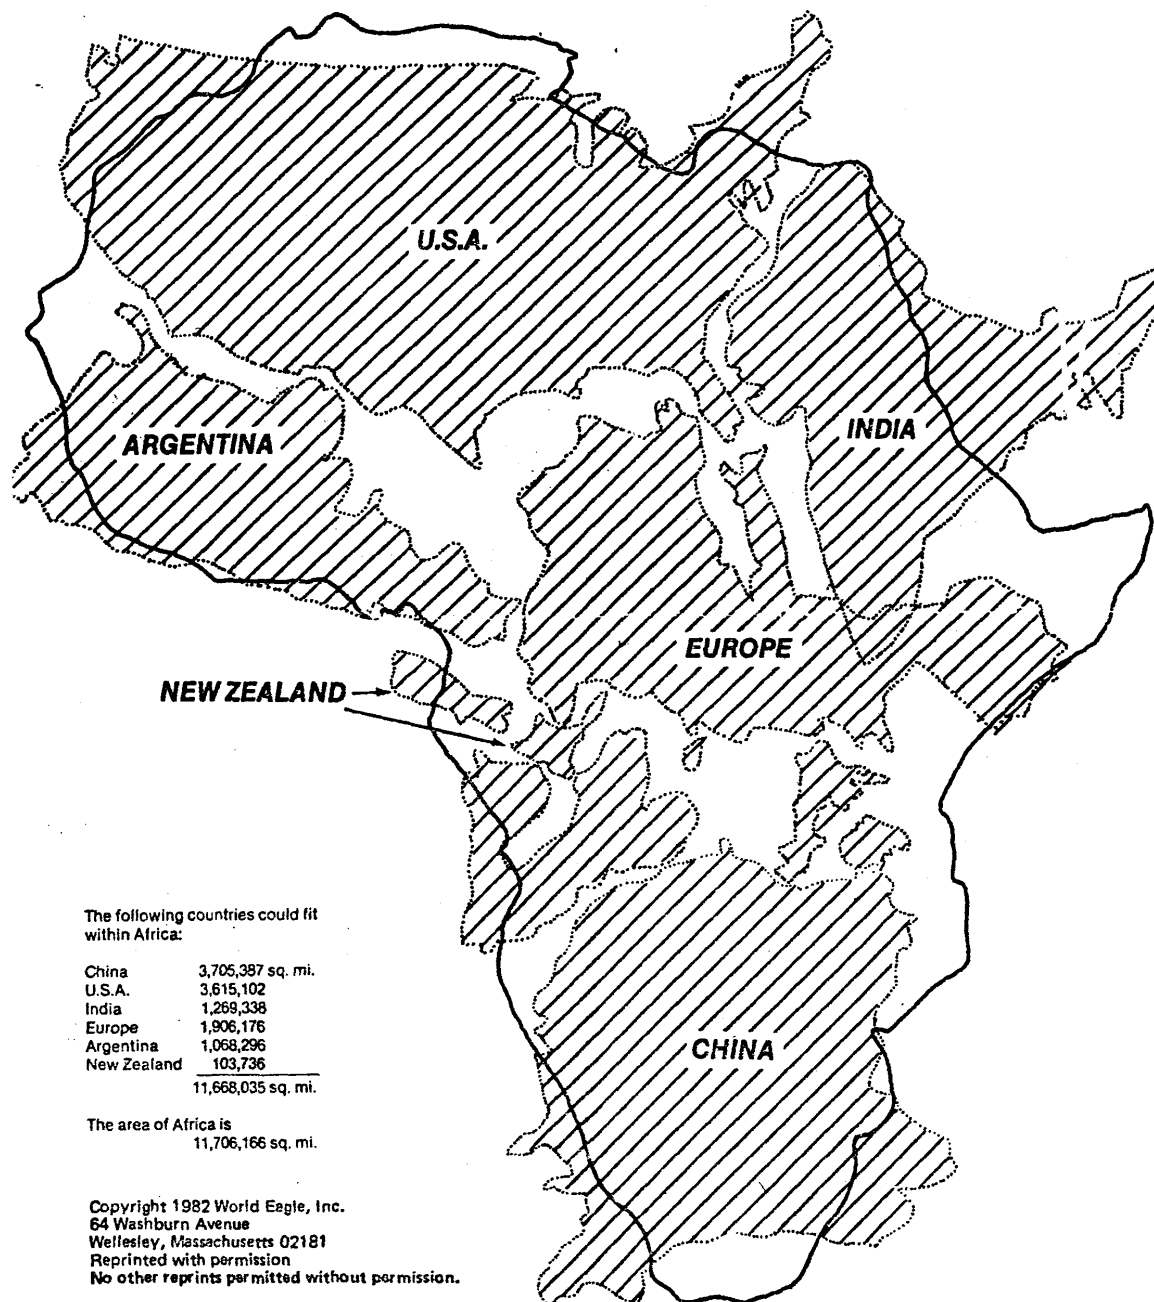 U.S.A.
ARGENTINA
INDIA
EUROPE
NEW ZEALAND
CHINA
The following countries could fit
within Africa:
China 3,705,387 sq. mi.
U.S.A. 3,615,102
India 1,269,338
Europe 1,906,176
Argentina 1,068,296
New Zealand 103,736
11,668,035 sq. mi.
The area of Africa is
11,706,166 sq. mi.
Copyright 1982 World Eagle, Inc.
64 Washburn Avenue
Wellesley, Massachusetts 02181
Reprinted with permission
No other reprints permitted without permission.